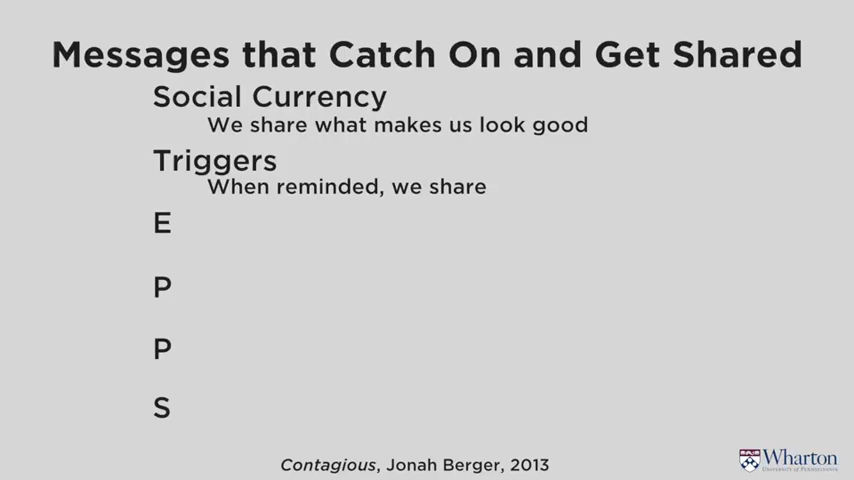 Messages that Catch On and Get Shared
Social Currency
We share what makes us look good
Triggers
When reminded, we share
E
P
P
S
Contagious, Jonah Berger, 2013
Wharton
UNIVERSITY of PENNSYLVANIA